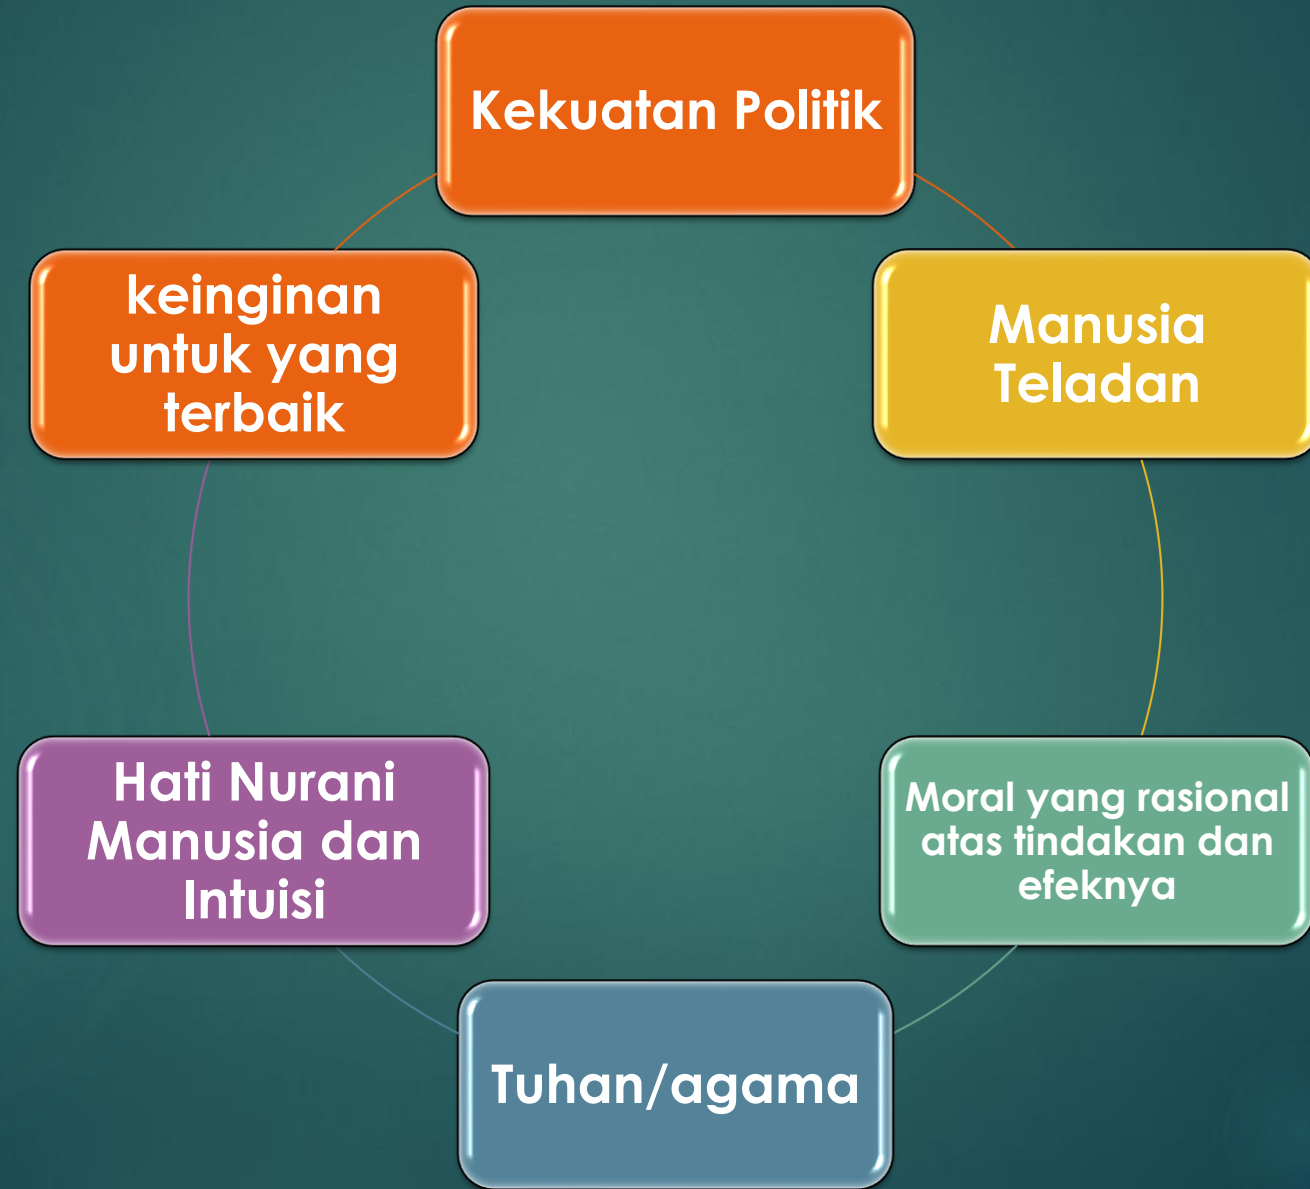 Kekuatan Politik
Manusia
Teladan
Moral yang rasional
atas tindakan dan
efeknya
Tuhan/agama
Hati Nurani
Manusia dan
Intuisi
keinginan
untuk yang
terbaik